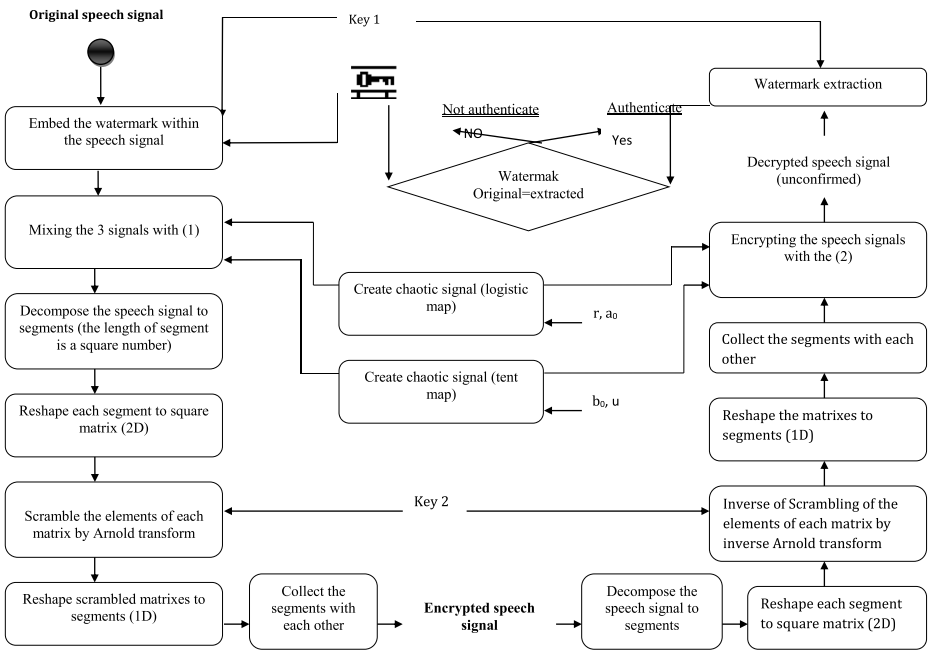 Original speech signal
Key 1
Embed the watermark within
the speech signal
Mixing the 3 signals with (1)
Decompose the speech signal to
segments (the length of segment
is a square number)
Reshape each segment to square
matrix (2D)
Scramble the elements of each
matrix by Arnold transform
Reshape scrambled matrixes to
segments (1D)
Collect the
segments with
each other
Encrypted speech
signal
Decompose the
speech signal to
segments
Reshape each segment
to square matrix (2D)
Key 2
Inverse of Scrambling of the
elements of each matrix by
inverse Arnold transform
Reshape the matrixes to
segments (1D)
Collect the segments with each
other
Encrypting the speech signals
with the (2)
Decrypted speech signal
(unconfirmed)
Watermark extraction
Not authenticate
NO
Authenticate
Yes
Watermak
Original=extracted
Create chaotic signal (logistic
map)
r, a₀
Create chaotic signal (tent
map)
b₀, u